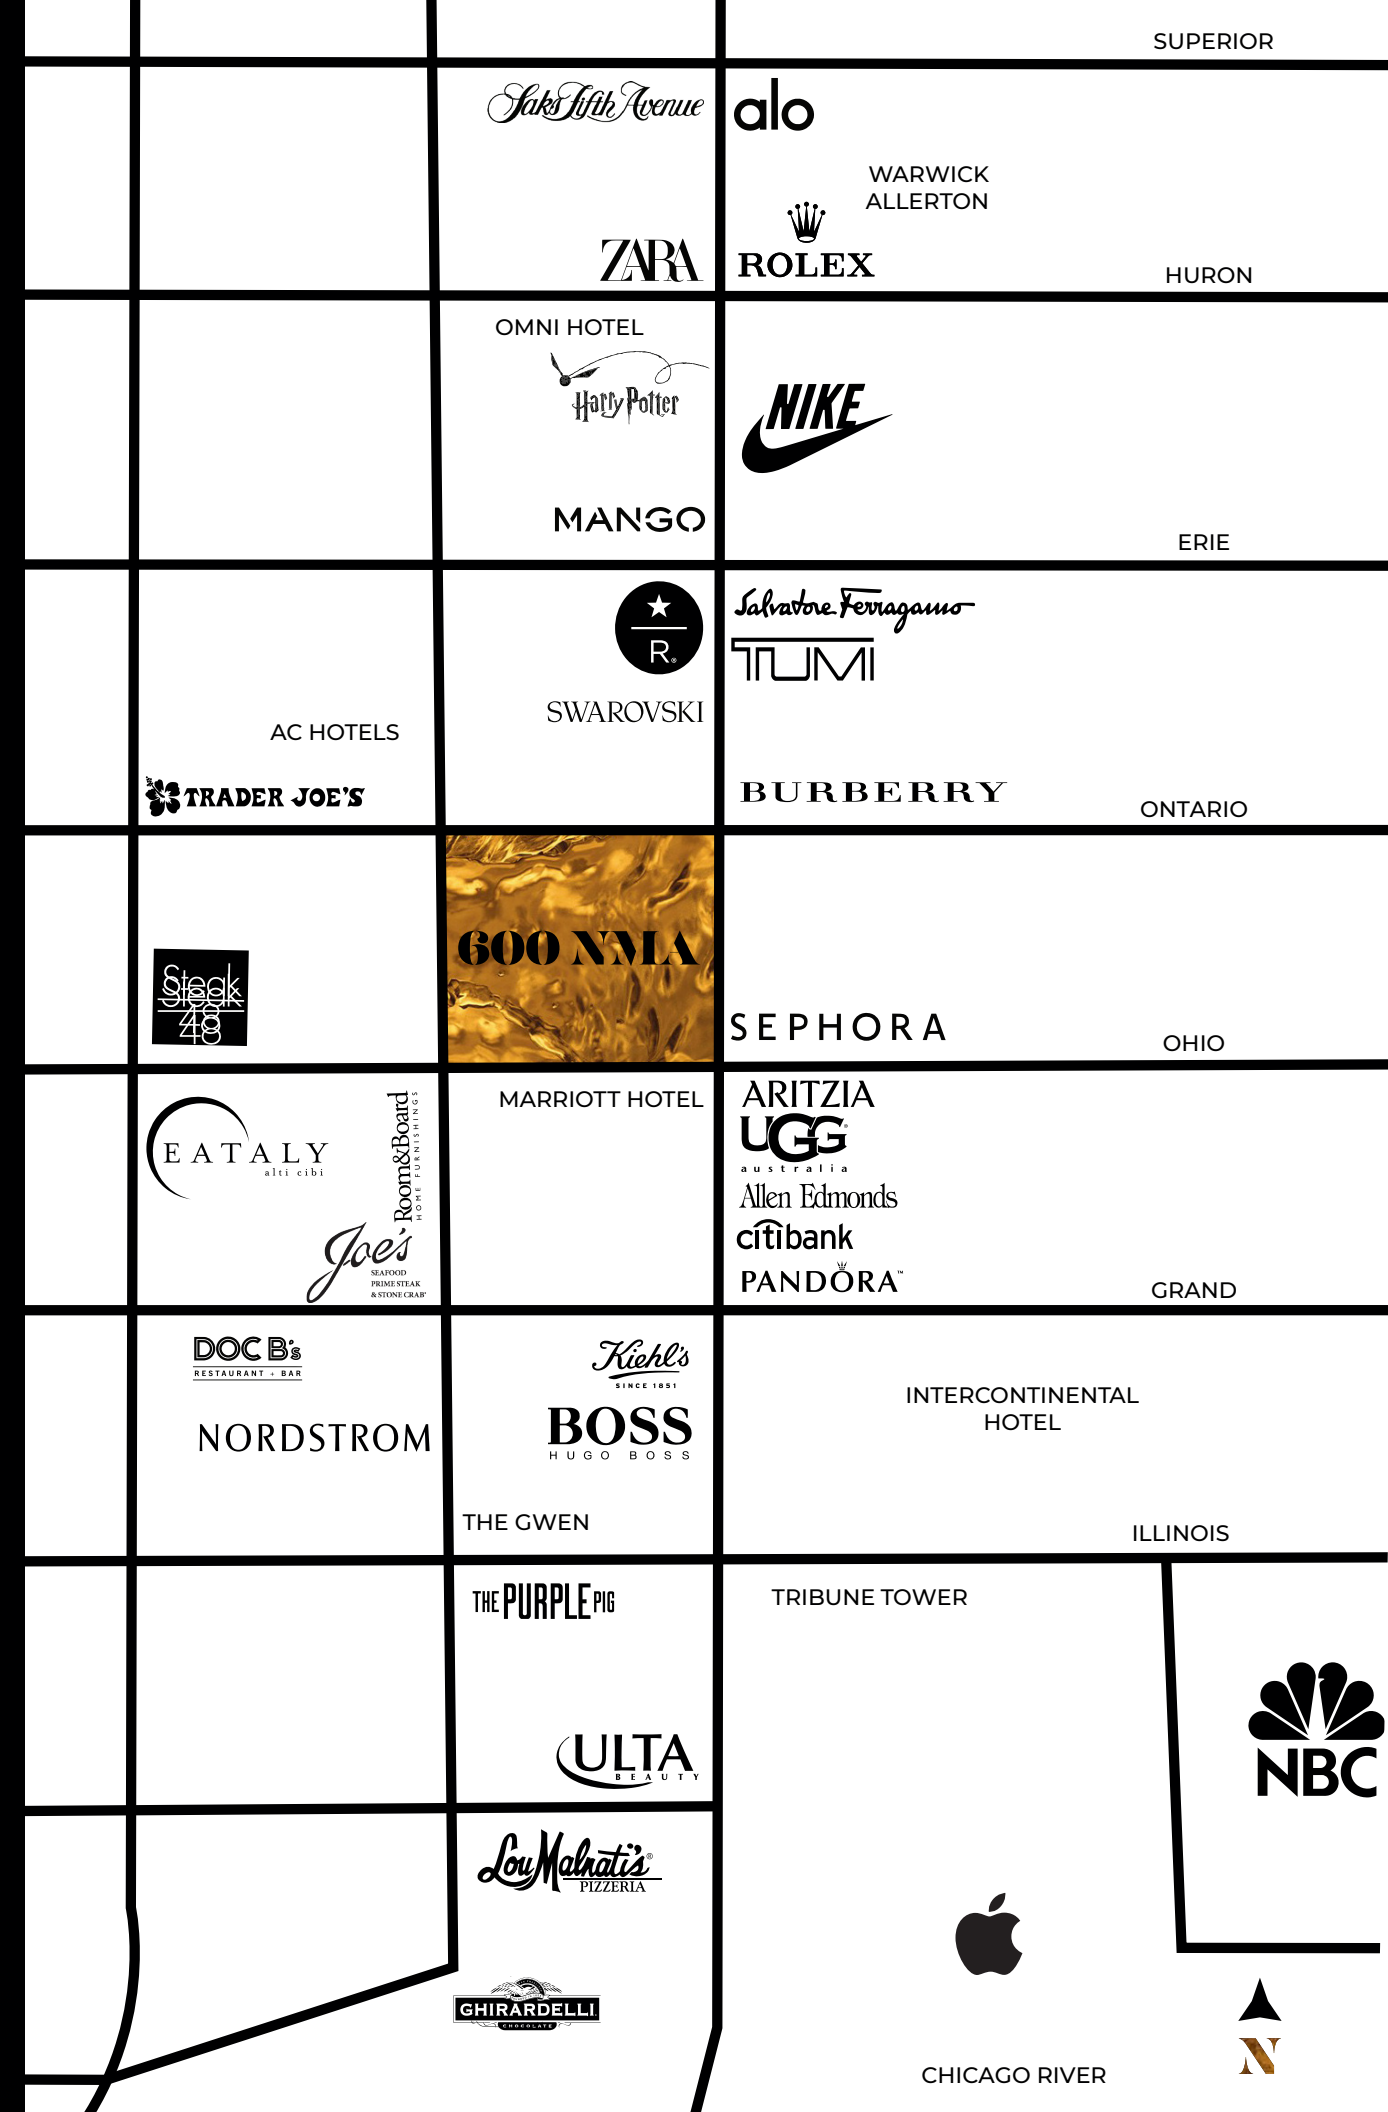 SUPERIOR
Saks Fifth Avenue
alo
WARWICK
ALLERTON
ZARA
ROLEX
HURON
OMNI HOTEL
Harry Potter
NIKE
MANGO
ERIE
R®
Salvatore Ferragamo
TUMI
SWAROVSKI
AC HOTELS
TRADER JOE'S
BURBERRY
ONTARIO
600 NMA
Steak
Steak
48
48
SEPHORA
OHIO
EATALY
alti cibi
Room&Board
HOME FURNISHINGS
Joe's
SEAFOOD
PRIME STEAK
& STONE CRAB®
MARRIOTT HOTEL
ARITZIA
UGG®
australia
Allen Edmonds
citibank
PANDÖRA™
GRAND
DOC B's
RESTAURANT + BAR
NORDSTROM
Kiehl's
SINCE 1851
BOSS
HUGO BOSS
THE GWEN
INTERCONTINENTAL
HOTEL
ILLINOIS
THE PURPLE PIG
TRIBUNE TOWER
ULTA
BEAUTY
NBC
Lou Malnati's®
PIZZERIA
GHIRARDELLI
CHOCOLATE
CHICAGO RIVER
N